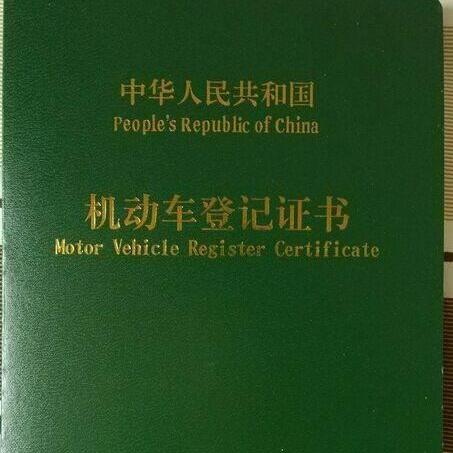 中华人民共和国
People's Republic of China
机动车登记证书
Motor Vehicle Register Certificate